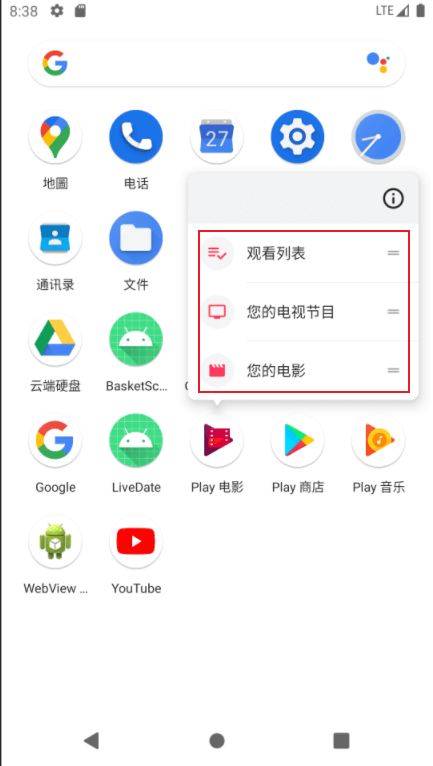 8:38
LTE
27
地圖
电话
观看列表
通讯录
文件
您的电视节目
您的电影
云端硬盘
BasketSc...
Google
LiveDate
Play 电影
Play 商店
Play 音乐
WebView ...
YouTube